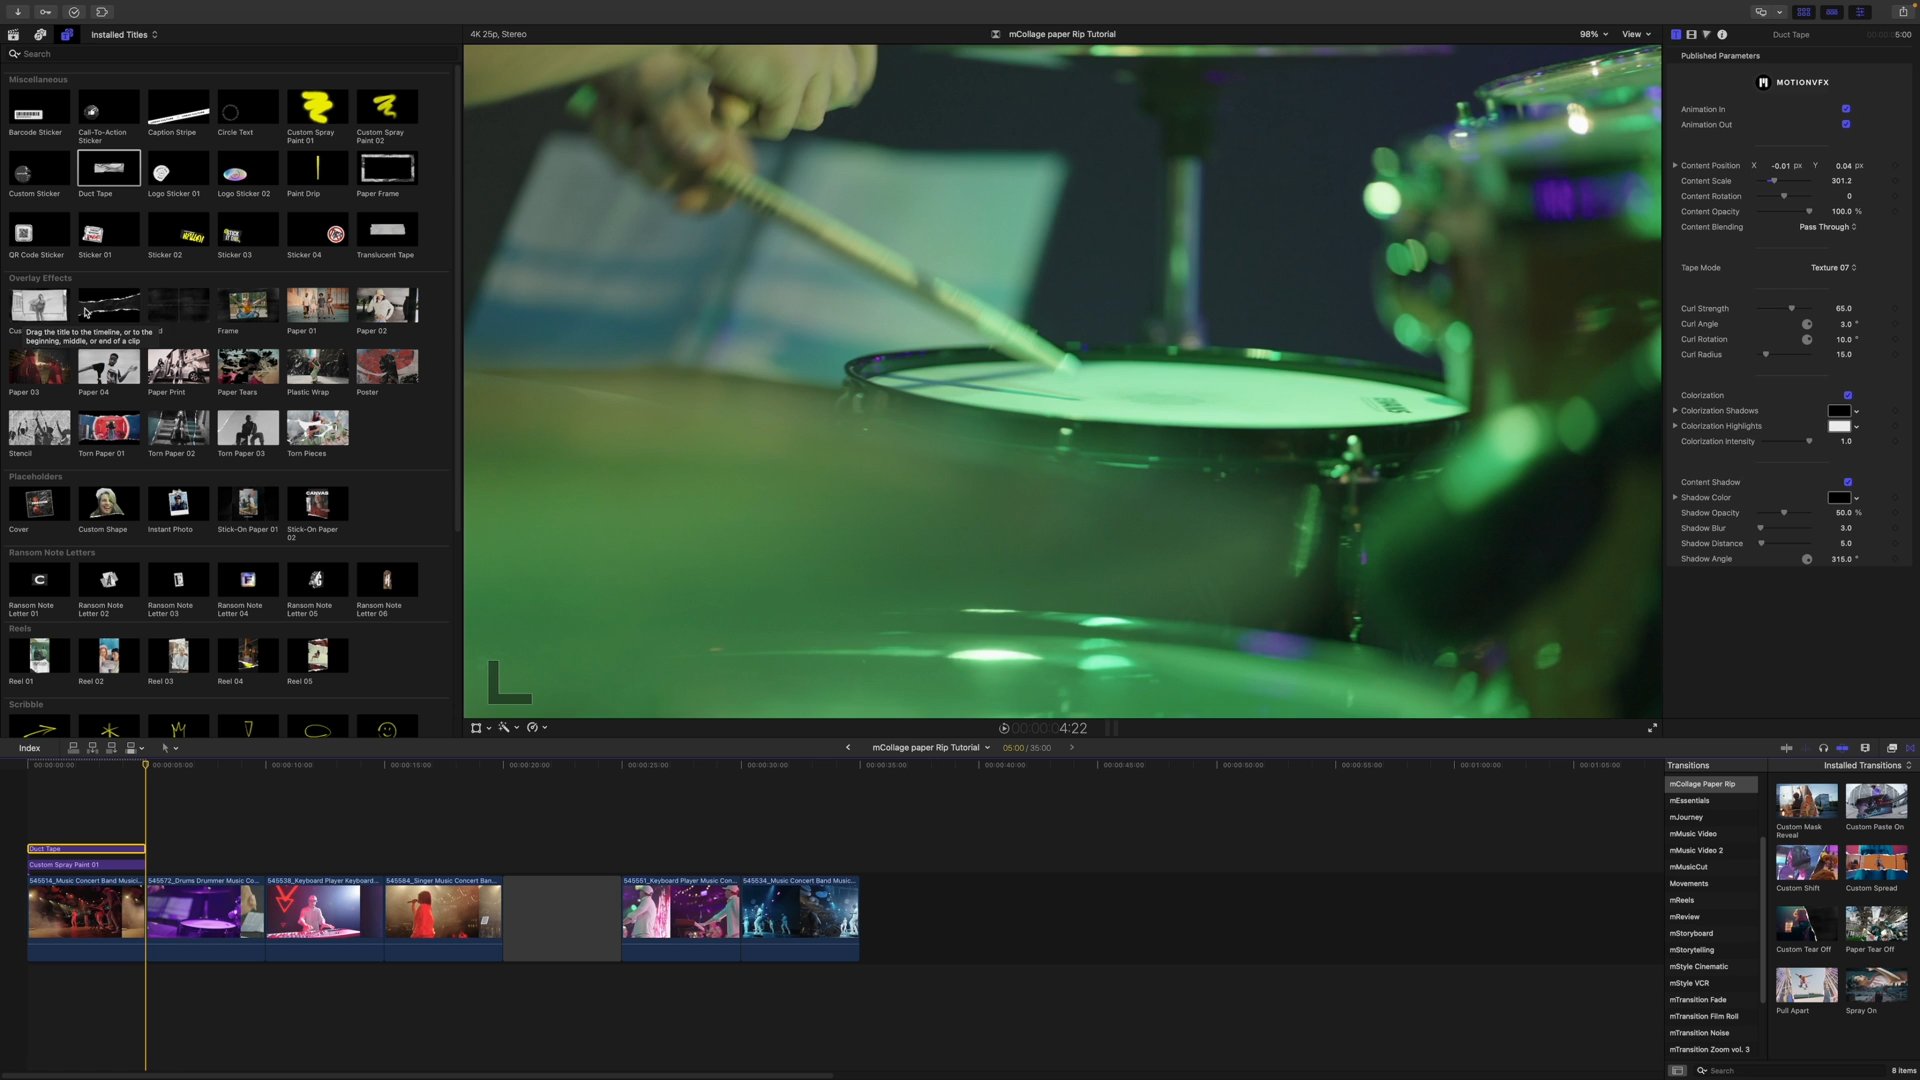 Installed Titles
4K 25p, Stereo
mCollage paper Rip Tutorial
98%
View
Duct Tape
5:00
Search
Published Parameters
Miscellaneous
MOTIONVFX
Barcode Sticker
Call-To-Action Sticker
Caption Stripe
Circle Text
Custom Spray Paint 01
Custom Spray Paint 02
Animation In
Animation Out
Custom Sticker
Duct Tape
Logo Sticker 01
Logo Sticker 02
Paint Drip
Paper Frame
Content Position X -0.01 px Y 0.04 px
Content Scale 301.2
Content Rotation 0
Content Opacity 100.0 %
Content Blending Pass Through
QR Code Sticker
Sticker 01
Sticker 02
Sticker 03
Sticker 04
Translucent Tape
Tape Mode Texture 07
Overlay Effects
Frame
Paper 01
Paper 02
Drag the title to the timeline, or to the
beginning, middle, or end of a clip
Curl Strength 65.0
Curl Angle 3.0 °
Curl Rotation 10.0 °
Curl Radius 15.0
Paper 03
Paper 04
Paper Print
Paper Tears
Plastic Wrap
Poster
Colorization
Colorization Shadows
Colorization Highlights
Colorization Intensity 1.0
Stencil
Torn Paper 01
Torn Paper 02
Torn Paper 03
Torn Pieces
EVANS
Placeholders
Content Shadow
Shadow Color
Shadow Opacity 50.0 %
Shadow Blur 3.0
Shadow Distance 5.0
Shadow Angle 315.0 °
Cover
Custom Shape
Instant Photo
Stick-On Paper 01
Stick-On Paper 02
Ransom Note Letters
Ransom Note Letter 01
Ransom Note Letter 02
Ransom Note Letter 03
Ransom Note Letter 04
Ransom Note Letter 05
Ransom Note Letter 06
Reels
Reel 01
Reel 02
Reel 03
Reel 04
Reel 05
Scribble
00:00:00:04:22
Index
mCollage paper Rip Tutorial
05:00 / 35:00
00:00:00:00
00:00:05:00
00:00:10:00
00:00:15:00
00:00:20:00
00:00:25:00
00:00:30:00
00:00:35:00
00:00:40:00
00:00:45:00
00:00:50:00
00:00:55:00
00:01:00:00
00:01:05:00
Duct Tape
Custom Spray Paint 01
545514_Music Concert Band Musici...
545572_Drums Drummer Music Co...
545538_Keyboard Player Keyboard...
545584_Singer Music Concert Ban...
545551_Keyboard Player Music Con...
545534_Music Concert Band Music...
Transitions
Installed Transitions
mCollage Paper Rip
mEssentials
mJourney
mMusic Video
mMusic Video 2
mMusicCut
Movements
mReels
mReview
mStoryboard
mStorytelling
mStyle Cinematic
mStyle VCR
mTransition Fade
mTransition Film Roll
mTransition Noise
mTransition Zoom vol. 3
Custom Mask Reveal
Custom Paste On
Custom Shift
Custom Spread
Custom Tear Off
Paper Tear Off
Pull Apart
Spray On
Search
8 items